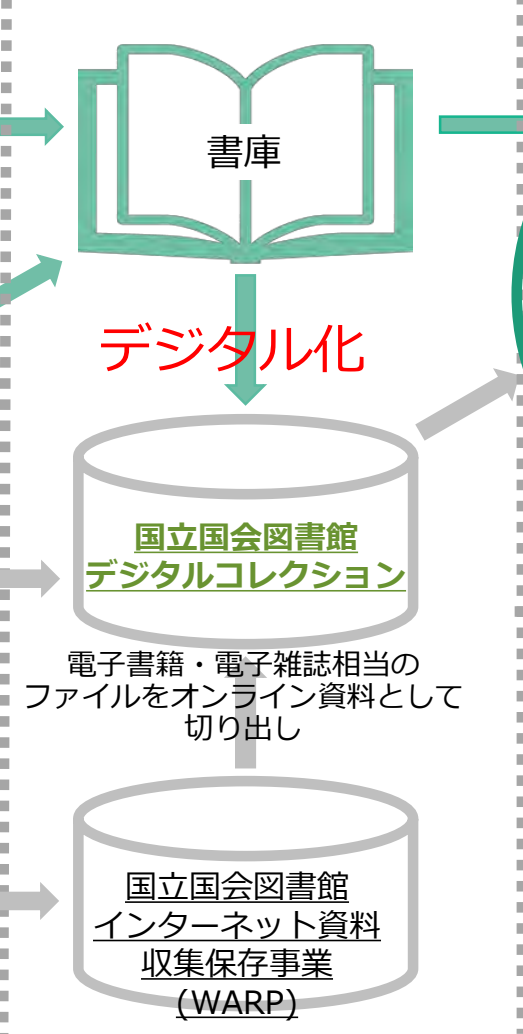 書庫
デジタル化
国立国会図書館
デジタルコレクション
電子書籍・電子雑誌相当の
ファイルをオンライン資料として
切り出し
国立国会図書館
インターネット資料
収集保存事業
(WARP)